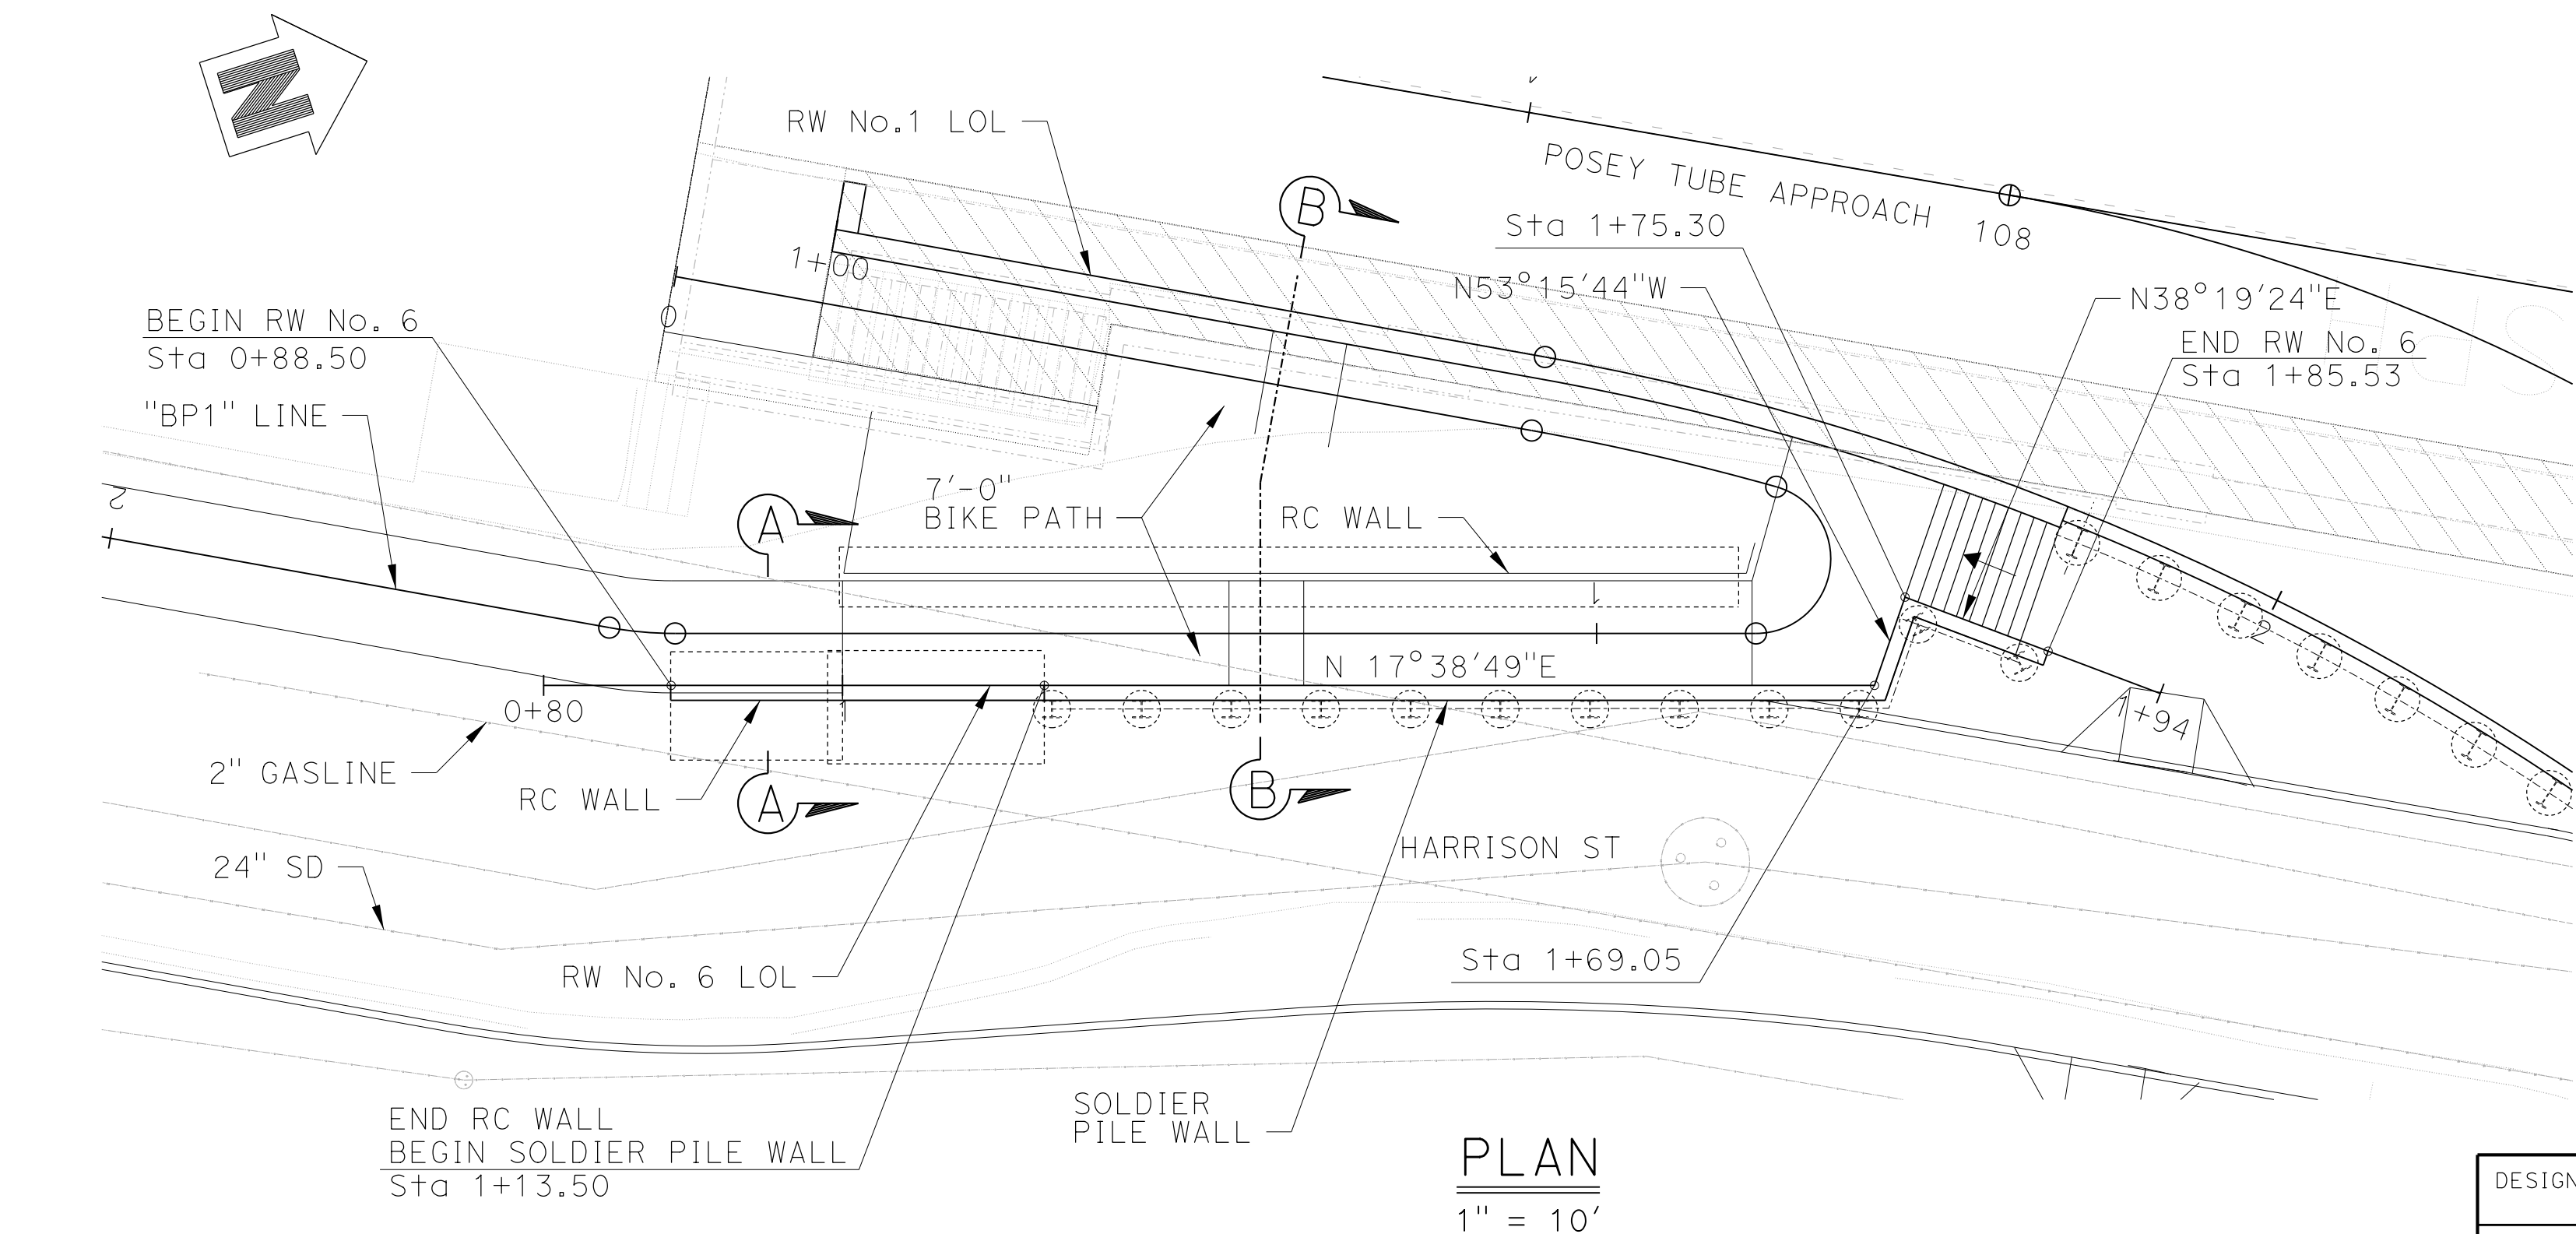 N
RW No.1 LOL
B
POSEY TUBE APPROACH
108
Sta 1+75.30
1+00
N53°15'44"W
N38°19'24"E
0
BEGIN RW No. 6
Sta 0+88.50
END RW No. 6
Sta 1+85.53
"BP1" LINE
2
7'-0"
BIKE PATH
RC WALL
A
1
2
N 17°38'49"E
0+80
1
1+94
2" GASLINE
RC WALL
A
B
HARRISON ST
24" SD
RW No. 6 LOL
Sta 1+69.05
SOLDIER
PILE WALL
END RC WALL
BEGIN SOLDIER PILE WALL
Sta 1+13.50
PLAN
1" = 10'
DESIGN